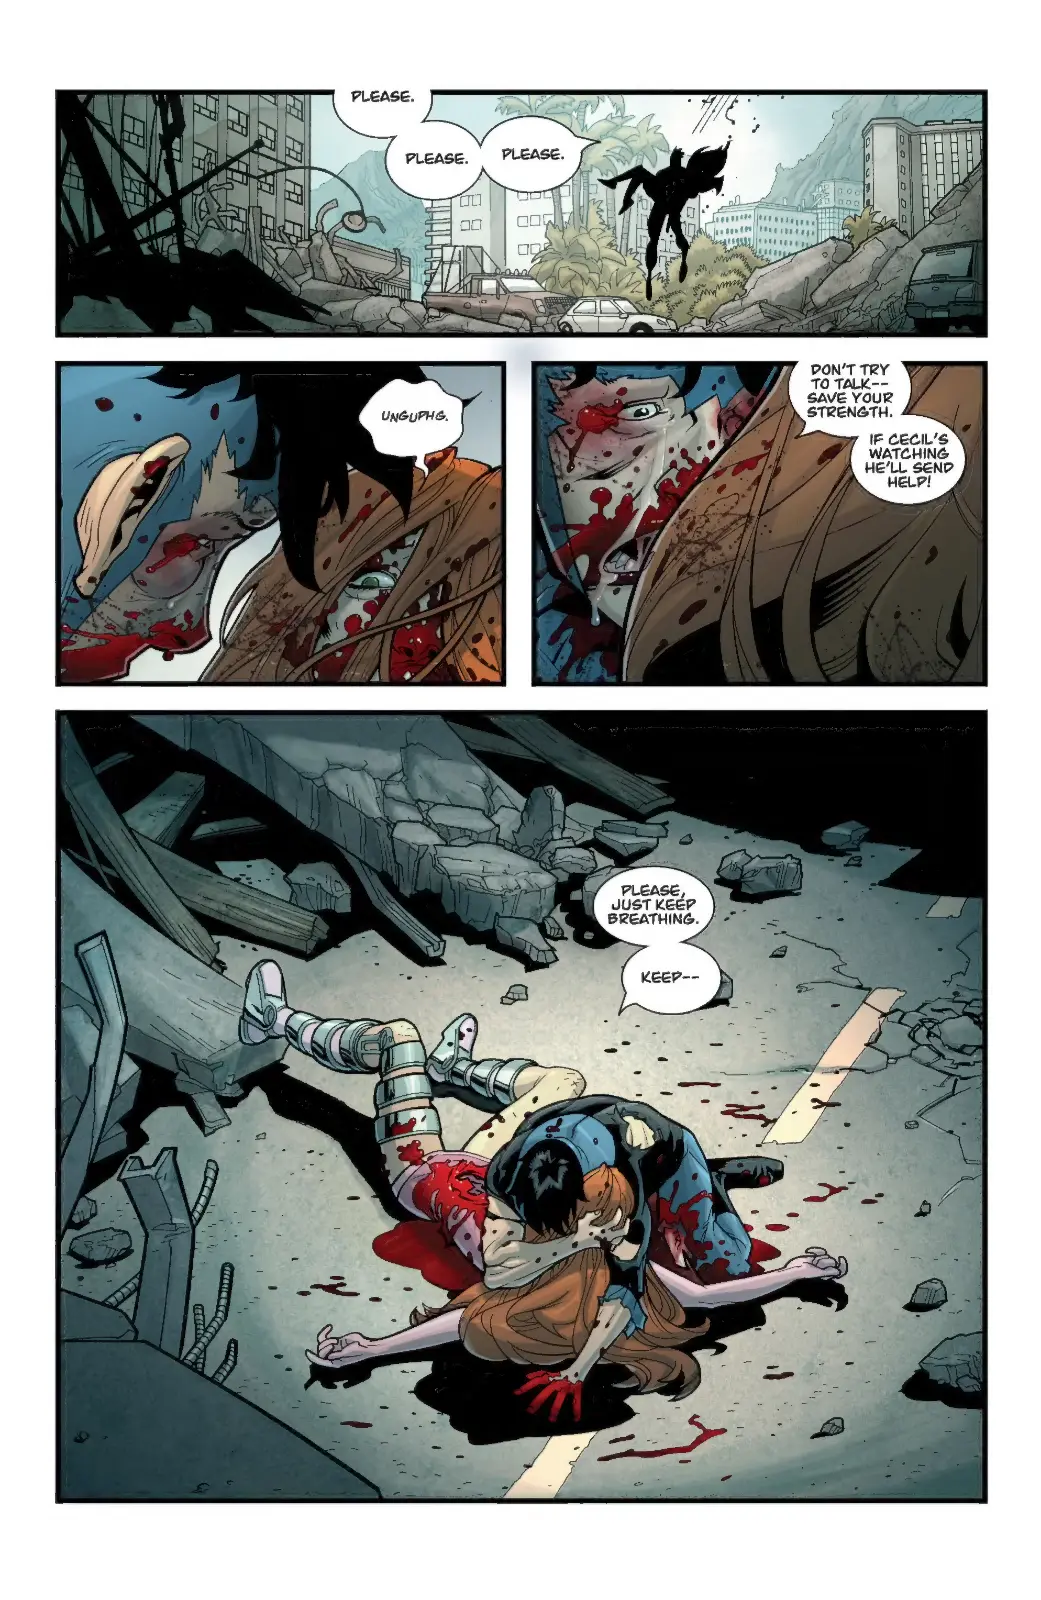 PLEASE.
PLEASE.
PLEASE.
UNGUPHG.
DON'T TRY
TO TALK--
SAVE YOUR
STRENGTH.
IF CECIL'S
WATCHING
HE'LL SEND
HELP!
PLEASE,
JUST KEEP
BREATHING.
KEEP--